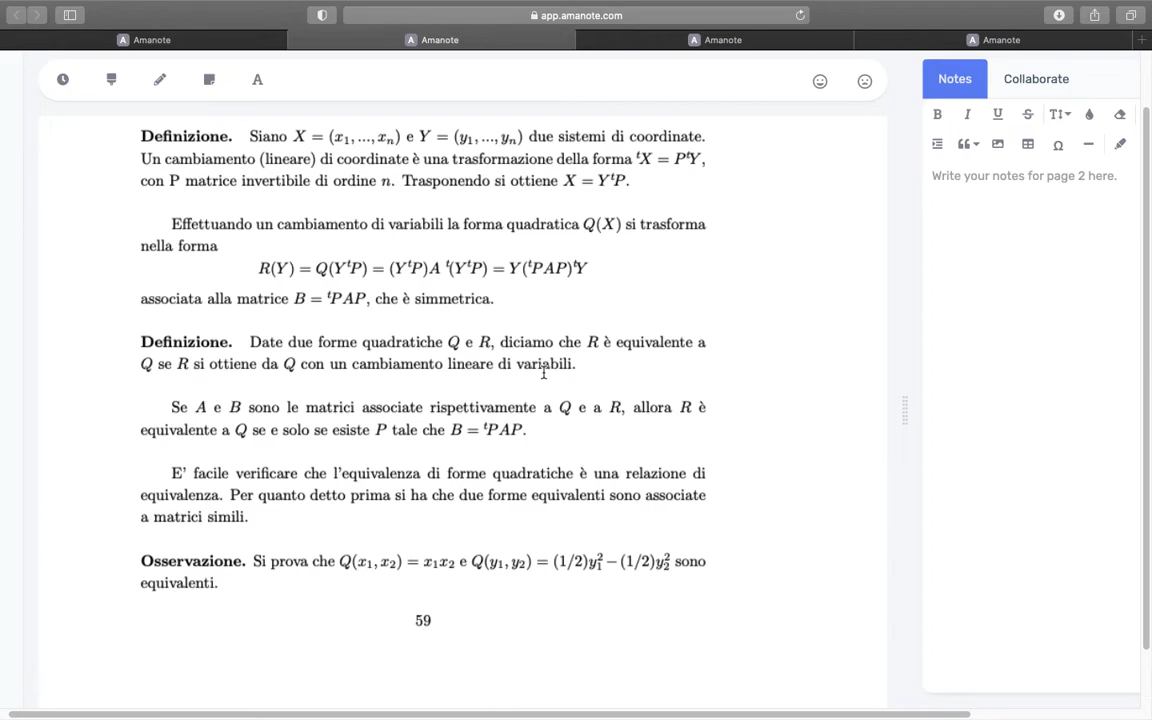 app.amanote.com
A Amanote
A Amanote
A Amanote
A Amanote
A
Notes
Collaborate
B I U S T
Ω
Write your notes for page 2 here.
Definizione. Siano X = (x₁, ..., xₙ) e Y = (y₁, ..., yₙ) due sistemi di coordinate.
Un cambiamento (lineare) di coordinate è una trasformazione della forma ᵗX = PᵗY,
con P matrice invertibile di ordine n. Trasponendo si ottiene X = YᵗP.
Effettuando un cambiamento di variabili la forma quadratica Q(X) si trasforma
nella forma
R(Y) = Q(YᵗP) = (YᵗP)A ᵗ(YᵗP) = Y(ᵗPAP)ᵗY
associata alla matrice B = ᵗPAP, che è simmetrica.
Definizione. Date due forme quadratiche Q e R, diciamo che R è equivalente a
Q se R si ottiene da Q con un cambiamento lineare di variabili.
Se A e B sono le matrici associate rispettivamente a Q e a R, allora R è
equivalente a Q se e solo se esiste P tale che B = ᵗPAP.
E' facile verificare che l'equivalenza di forme quadratiche è una relazione di
equivalenza. Per quanto detto prima si ha che due forme equivalenti sono associate
a matrici simili.
Osservazione. Si prova che Q(x₁, x₂) = x₁x₂ e Q(y₁, y₂) = (1/2)y₁² − (1/2)y₂² sono
equivalenti.
59